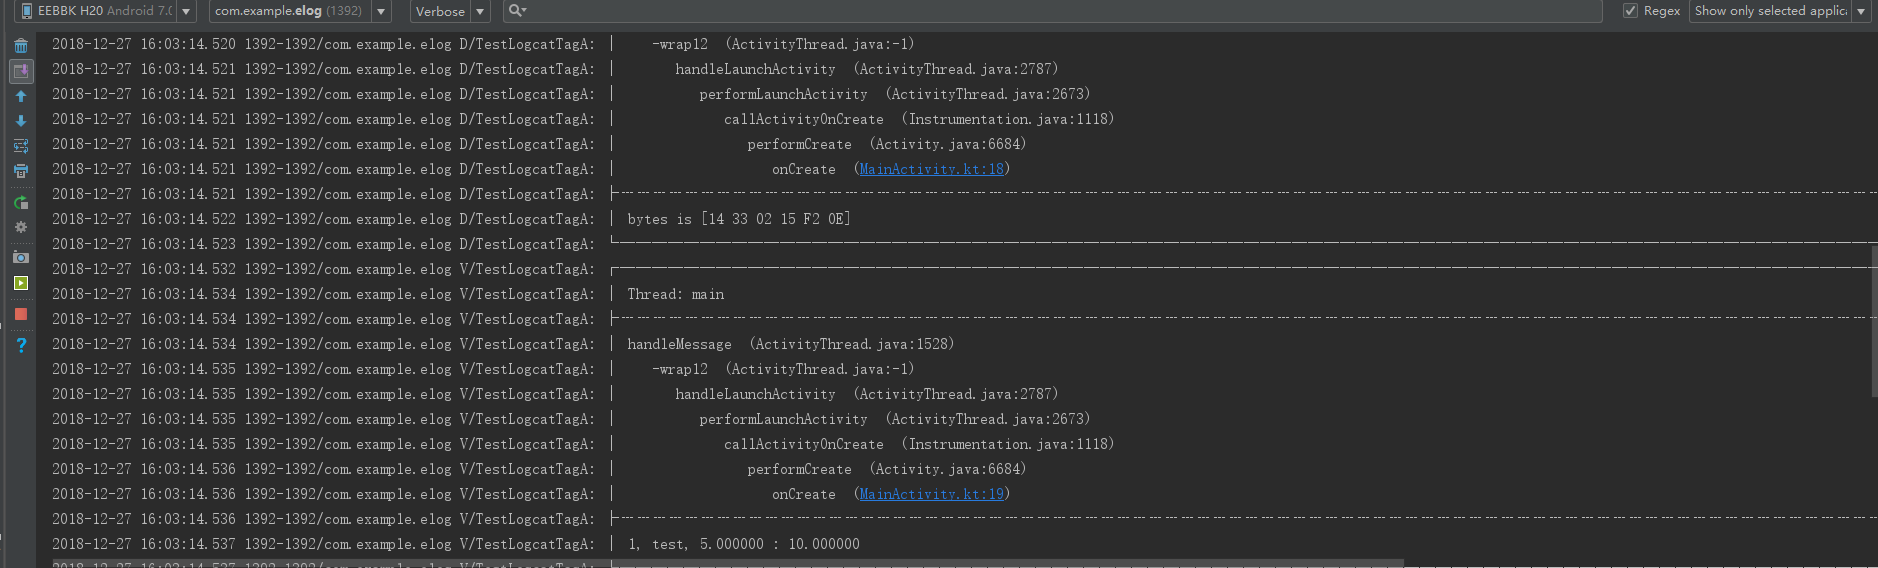 EEBBK H20 Android 7.0 com.example.elog (1392) Verbose Regex Show only selected applica
2018-12-27 16:03:14.520 1392-1392/com.example.elog D/TestLogcatTagA: │ -wrap12 (ActivityThread.java:-1)
2018-12-27 16:03:14.521 1392-1392/com.example.elog D/TestLogcatTagA: │ handleLaunchActivity (ActivityThread.java:2787)
2018-12-27 16:03:14.521 1392-1392/com.example.elog D/TestLogcatTagA: │ performLaunchActivity (ActivityThread.java:2673)
2018-12-27 16:03:14.521 1392-1392/com.example.elog D/TestLogcatTagA: │ callActivityOnCreate (Instrumentation.java:1118)
2018-12-27 16:03:14.521 1392-1392/com.example.elog D/TestLogcatTagA: │ performCreate (Activity.java:6684)
2018-12-27 16:03:14.521 1392-1392/com.example.elog D/TestLogcatTagA: │ onCreate (MainActivity.kt:18)
2018-12-27 16:03:14.521 1392-1392/com.example.elog D/TestLogcatTagA:
2018-12-27 16:03:14.522 1392-1392/com.example.elog D/TestLogcatTagA: │ bytes is [14 33 02 15 F2 0E]
2018-12-27 16:03:14.523 1392-1392/com.example.elog D/TestLogcatTagA:
2018-12-27 16:03:14.532 1392-1392/com.example.elog V/TestLogcatTagA:
2018-12-27 16:03:14.534 1392-1392/com.example.elog V/TestLogcatTagA: │ Thread: main
2018-12-27 16:03:14.534 1392-1392/com.example.elog V/TestLogcatTagA:
2018-12-27 16:03:14.534 1392-1392/com.example.elog V/TestLogcatTagA: │ handleMessage (ActivityThread.java:1528)
2018-12-27 16:03:14.535 1392-1392/com.example.elog V/TestLogcatTagA: │ -wrap12 (ActivityThread.java:-1)
2018-12-27 16:03:14.535 1392-1392/com.example.elog V/TestLogcatTagA: │ handleLaunchActivity (ActivityThread.java:2787)
2018-12-27 16:03:14.535 1392-1392/com.example.elog V/TestLogcatTagA: │ performLaunchActivity (ActivityThread.java:2673)
2018-12-27 16:03:14.535 1392-1392/com.example.elog V/TestLogcatTagA: │ callActivityOnCreate (Instrumentation.java:1118)
2018-12-27 16:03:14.536 1392-1392/com.example.elog V/TestLogcatTagA: │ performCreate (Activity.java:6684)
2018-12-27 16:03:14.536 1392-1392/com.example.elog V/TestLogcatTagA: │ onCreate (MainActivity.kt:19)
2018-12-27 16:03:14.536 1392-1392/com.example.elog V/TestLogcatTagA:
2018-12-27 16:03:14.537 1392-1392/com.example.elog V/TestLogcatTagA: │ 1, test, 5.000000 : 10.000000